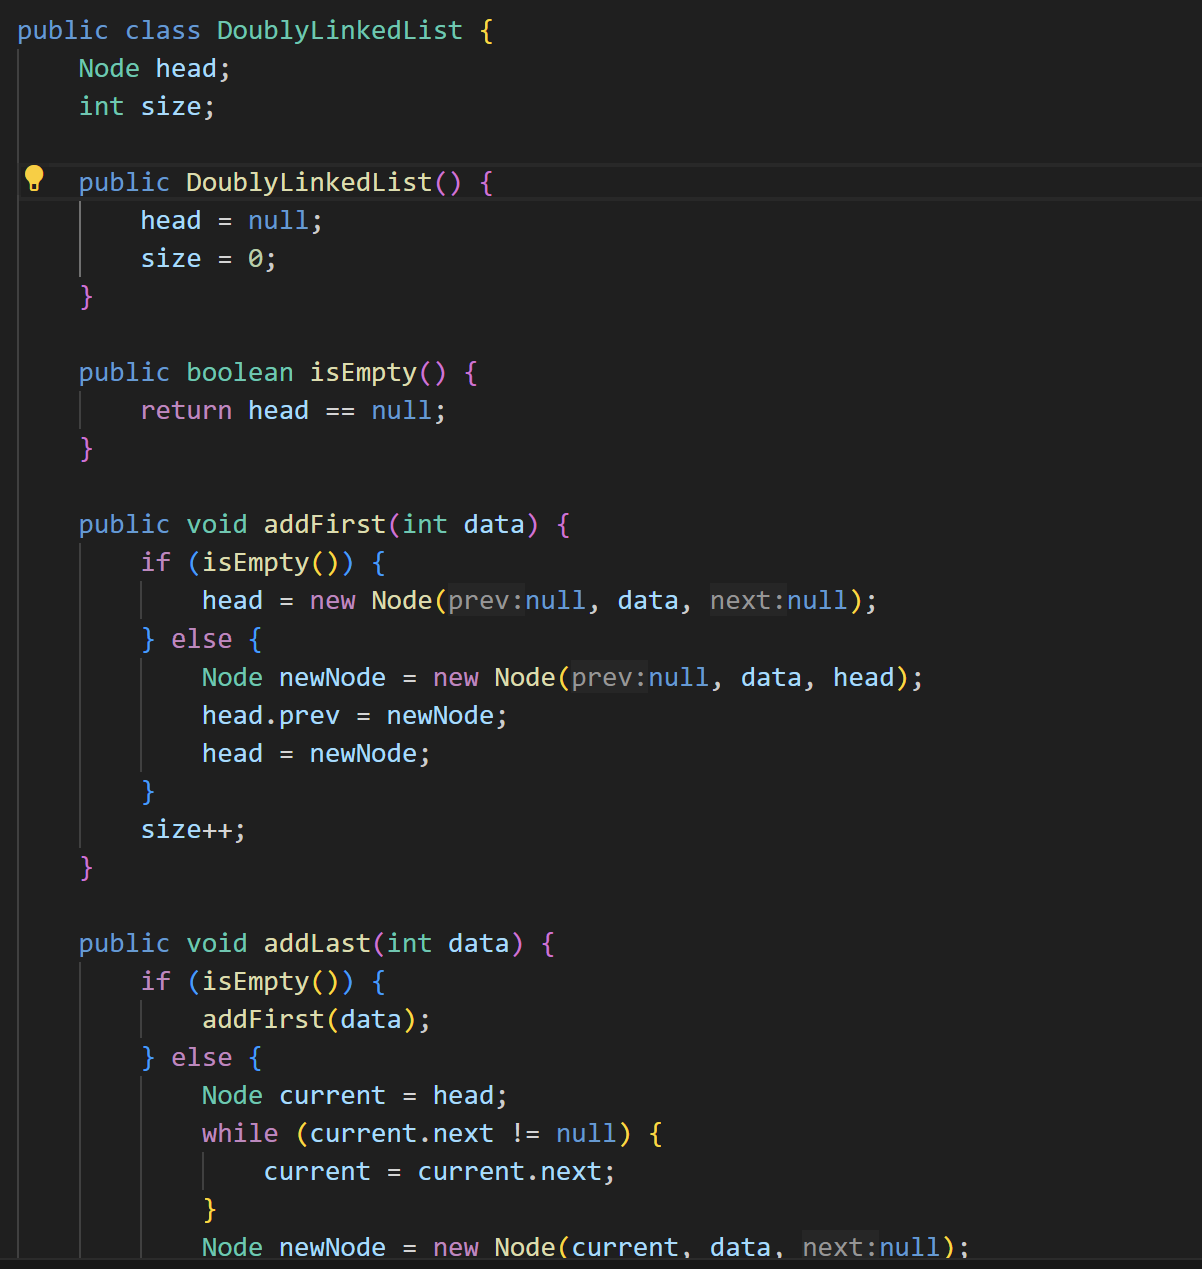 public class DoublyLinkedList {
    Node head;
    int size;

    public DoublyLinkedList() {
        head = null;
        size = 0;
    }

    public boolean isEmpty() {
        return head == null;
    }

    public void addFirst(int data) {
        if (isEmpty()) {
            head = new Node(prev:null, data, next:null);
        } else {
            Node newNode = new Node(prev:null, data, head);
            head.prev = newNode;
            head = newNode;
        }
        size++;
    }

    public void addLast(int data) {
        if (isEmpty()) {
            addFirst(data);
        } else {
            Node current = head;
            while (current.next != null) {
                current = current.next;
            }
            Node newNode = new Node(current, data, next:null);